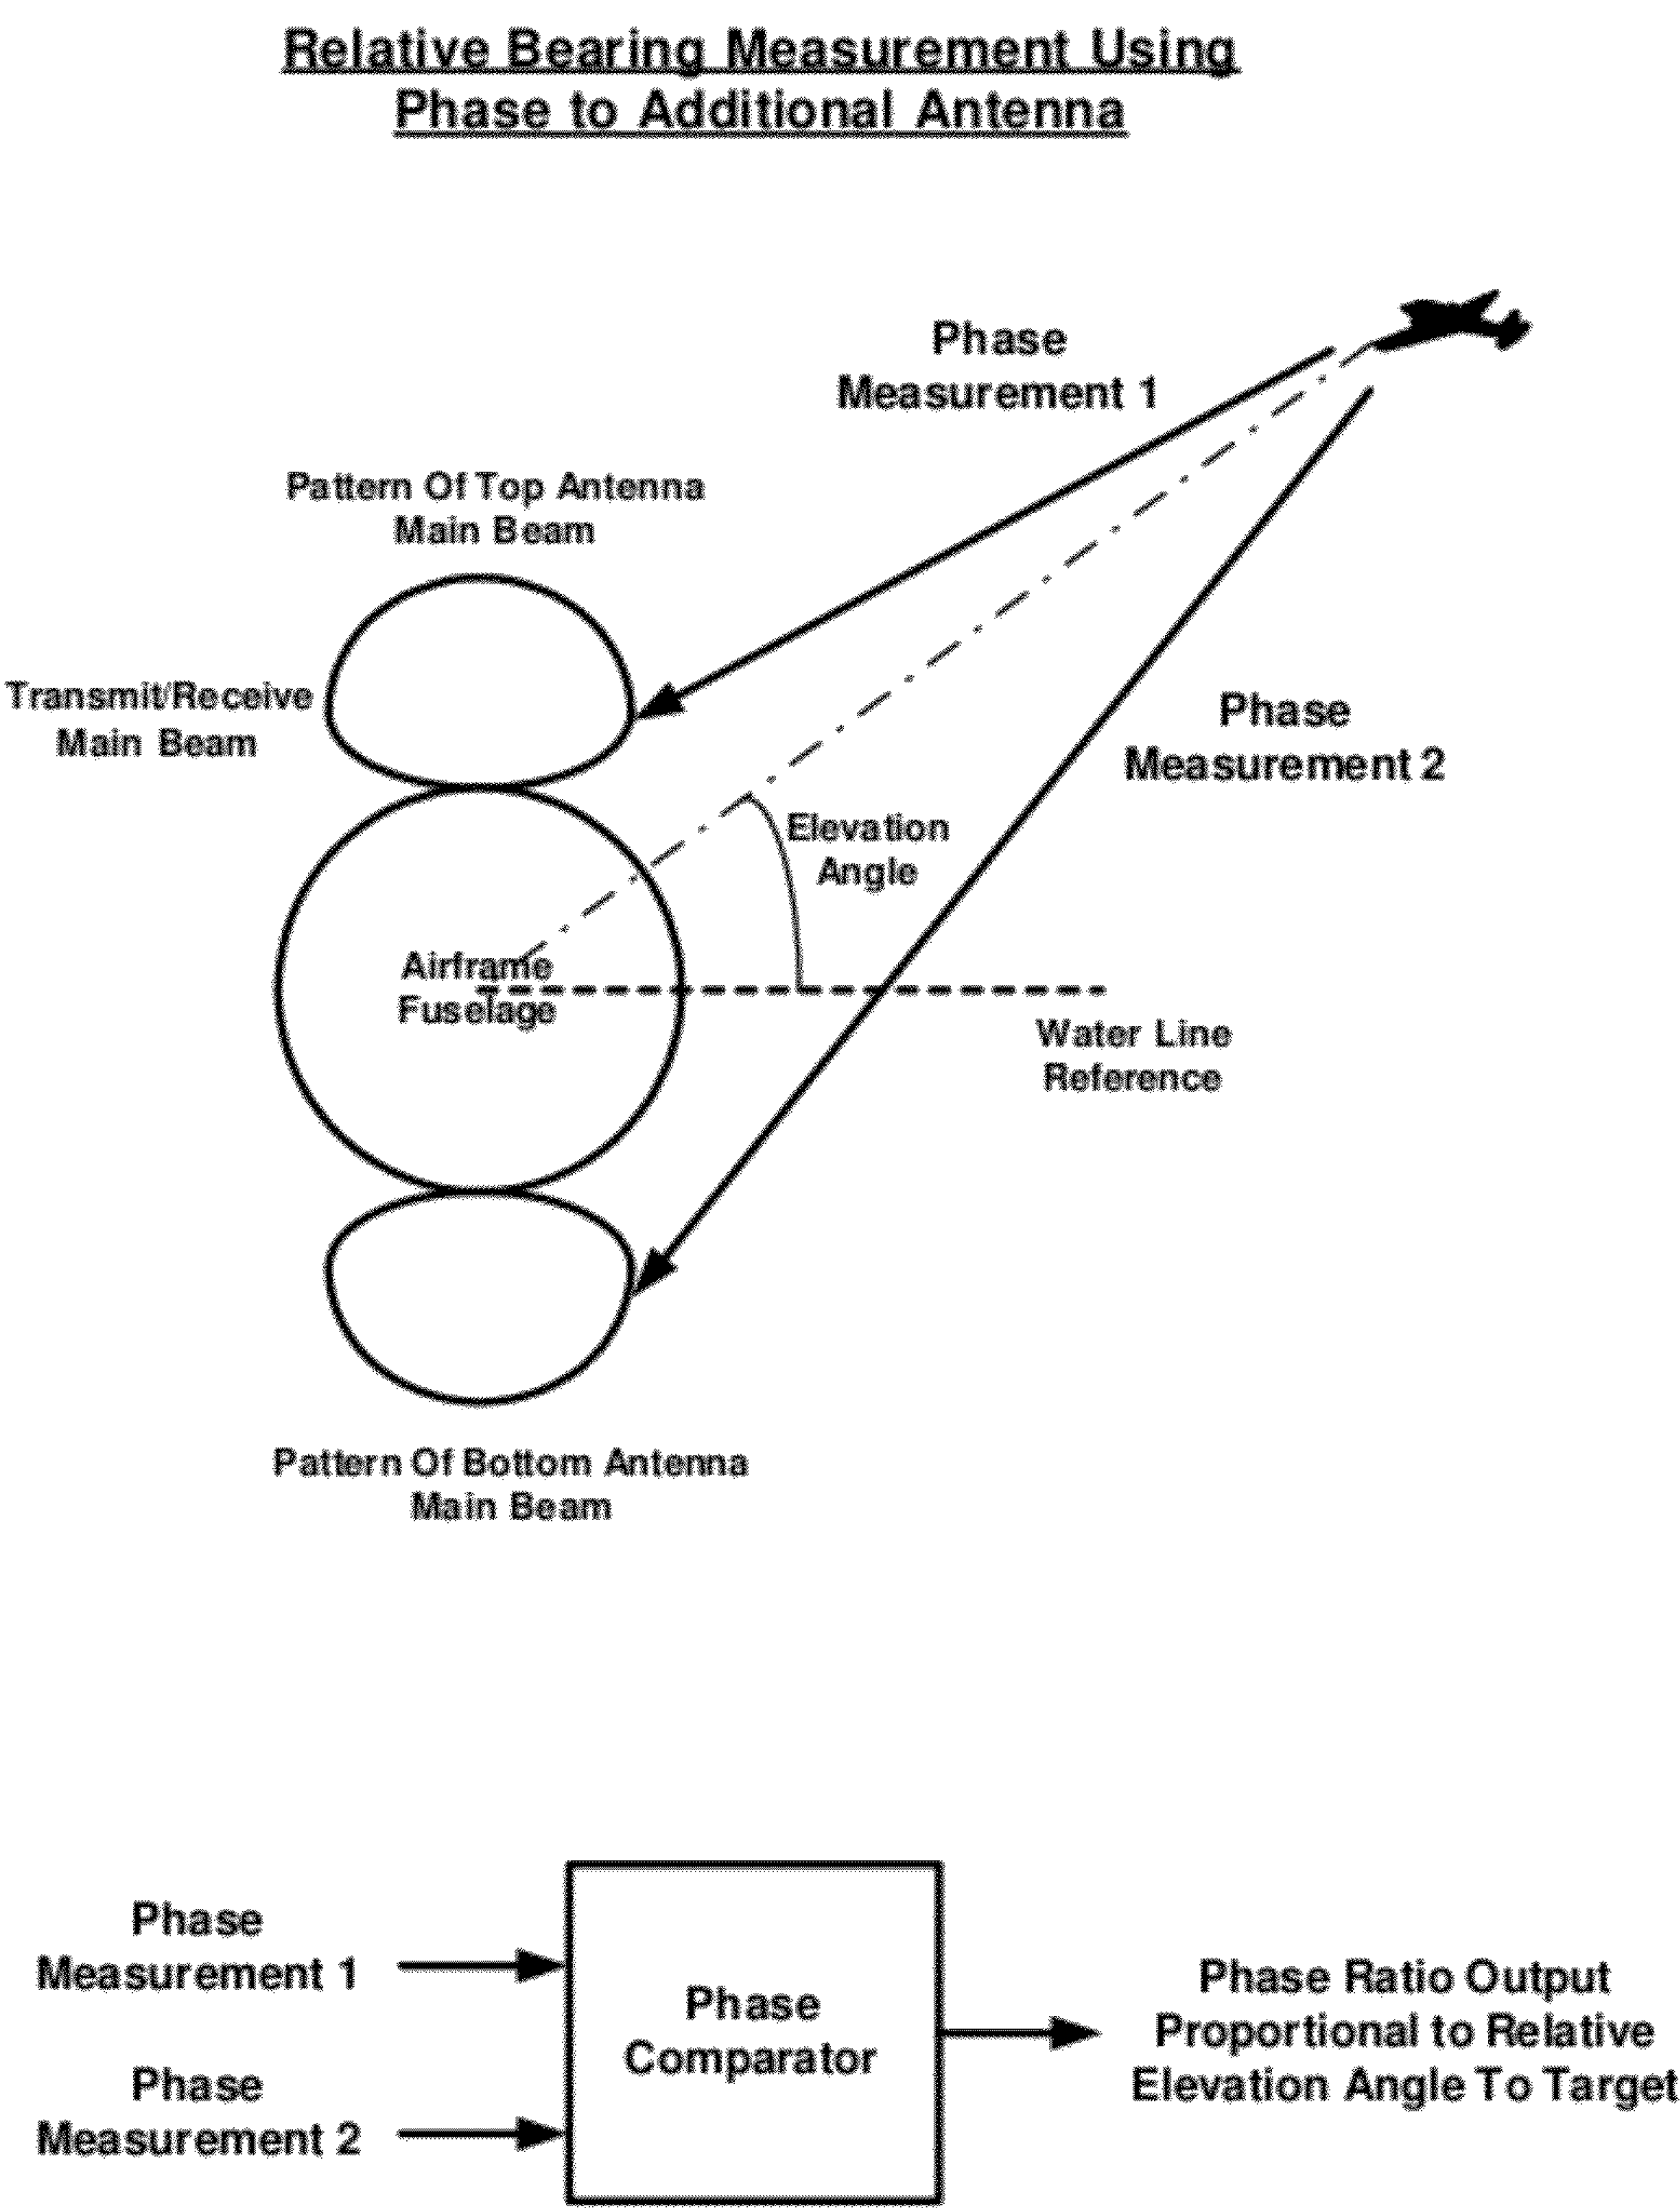 Relative Bearing Measurement Using
Phase to Additional Antenna
Phase
Measurement 1
Pattern Of Top Antenna
Main Beam
Transmit/Receive
Main Beam
Phase
Measurement 2
Elevation
Angle
Airframe
Fuselage
Water Line
Reference
Pattern Of Bottom Antenna
Main Beam
Phase
Measurement 1
Phase
Comparator
Phase Ratio Output
Proportional to Relative
Elevation Angle To Target
Phase
Measurement 2